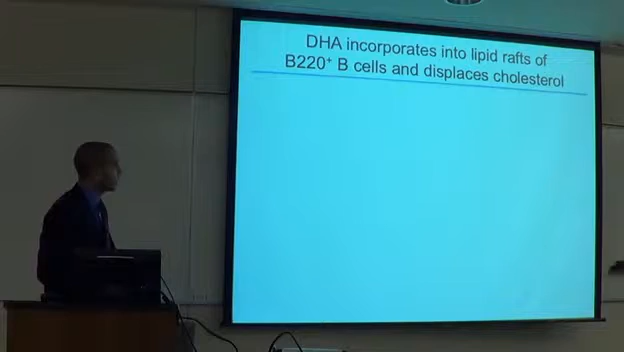 DHA incorporates into lipid rafts of
B220⁺ B cells and displaces cholesterol